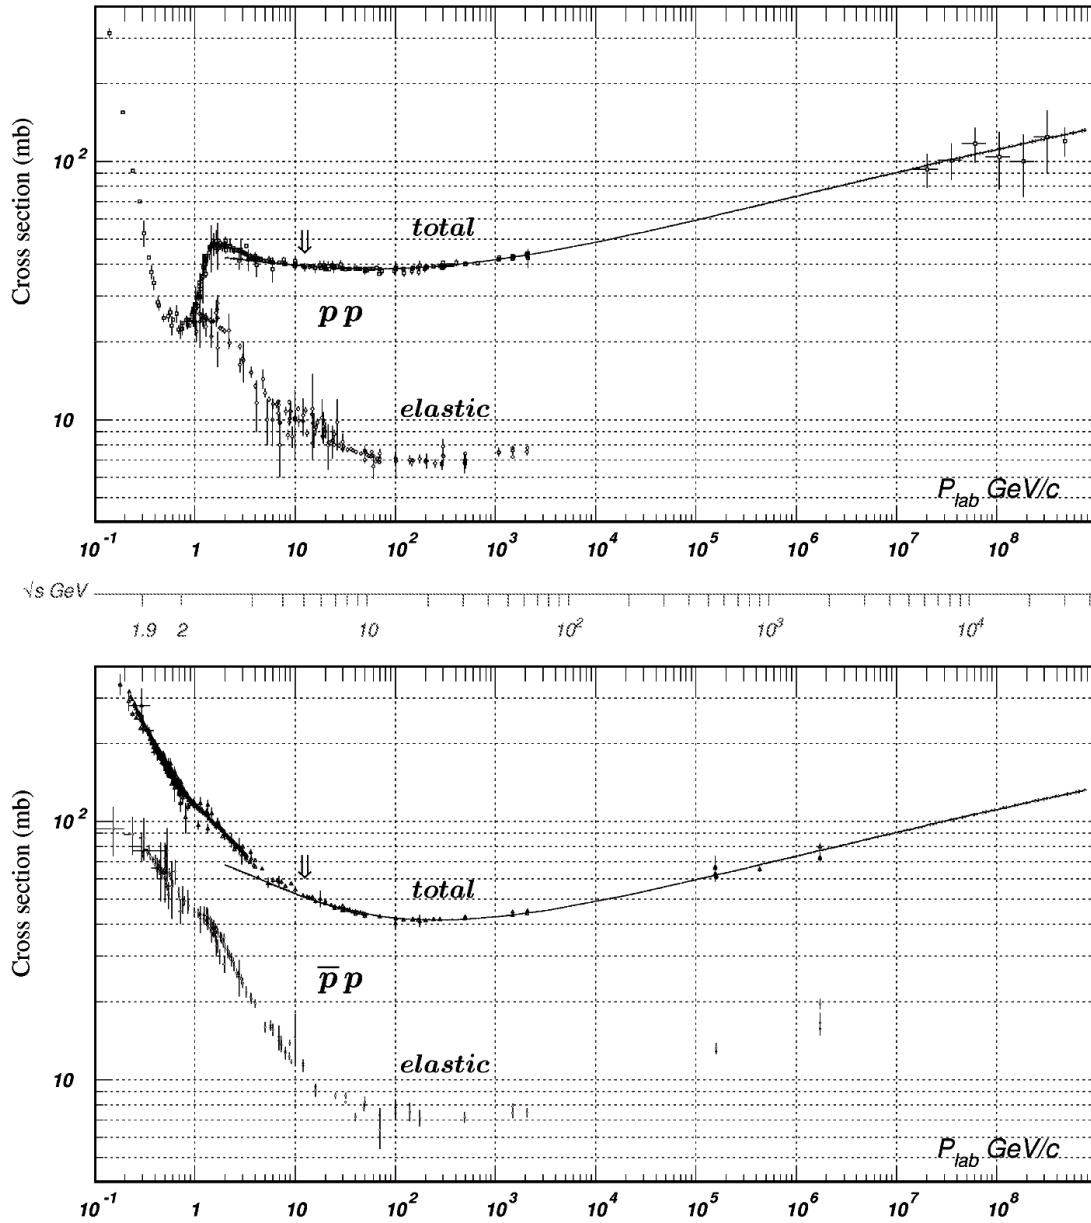 Cross section (mb)
10²
10
⇓
total
p p
elastic
P_lab GeV/c
10⁻¹ 1 10 10² 10³ 10⁴ 10⁵ 10⁶ 10⁷ 10⁸
√s GeV
1.9 2 10 10² 10³ 10⁴
Cross section (mb)
10²
10
⇓
total
p̅ p
elastic
P_lab GeV/c
10⁻¹ 1 10 10² 10³ 10⁴ 10⁵ 10⁶ 10⁷ 10⁸